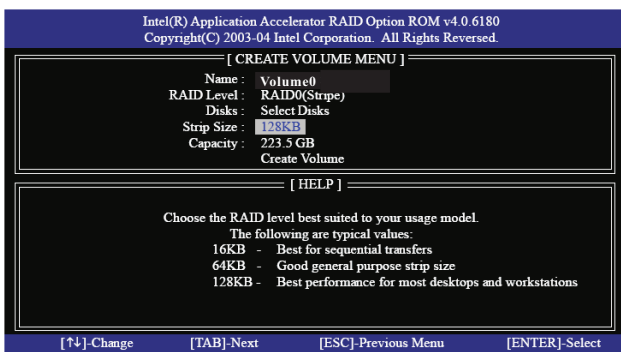 Intel(R) Application Accelerator RAID Option ROM v4.0.6180
Copyright(C) 2003-04 Intel Corporation. All Rights Reversed.
[ CREATE VOLUME MENU ]
Name : Volume0
RAID Level : RAID0(Stripe)
Disks : Select Disks
Strip Size : 128KB
Capacity : 223.5 GB
Create Volume
[ HELP ]
Choose the RAID level best suited to your usage model.
The following are typical values:
16KB - Best for sequential transfers
64KB - Good general purpose strip size
128KB - Best performance for most desktops and workstations
[↑↓]-Change [TAB]-Next [ESC]-Previous Menu [ENTER]-Select